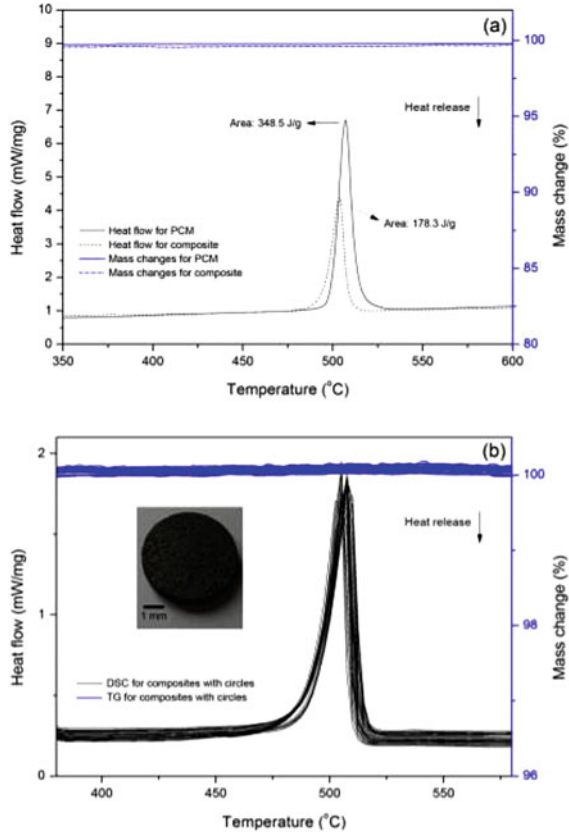 (a)
10
9
8
7
6
5
4
3
2
1
0
Heat flow (mW/mg)
100
95
90
85
80
Mass change (%)
Area: 348.5 J/g
Heat release
Area: 178.3 J/g
Heat flow for PCM
Heat flow for composite
Mass changes for PCM
Mass changes for composite
350 400 450 500 550 600
Temperature (°C)
(b)
2
1
0
Heat flow (mW/mg)
100
98
96
Mass change (%)
Heat release
1 mm
DSC for composites with circles
TG for composites with circles
400 450 500 550
Temperature (°C)